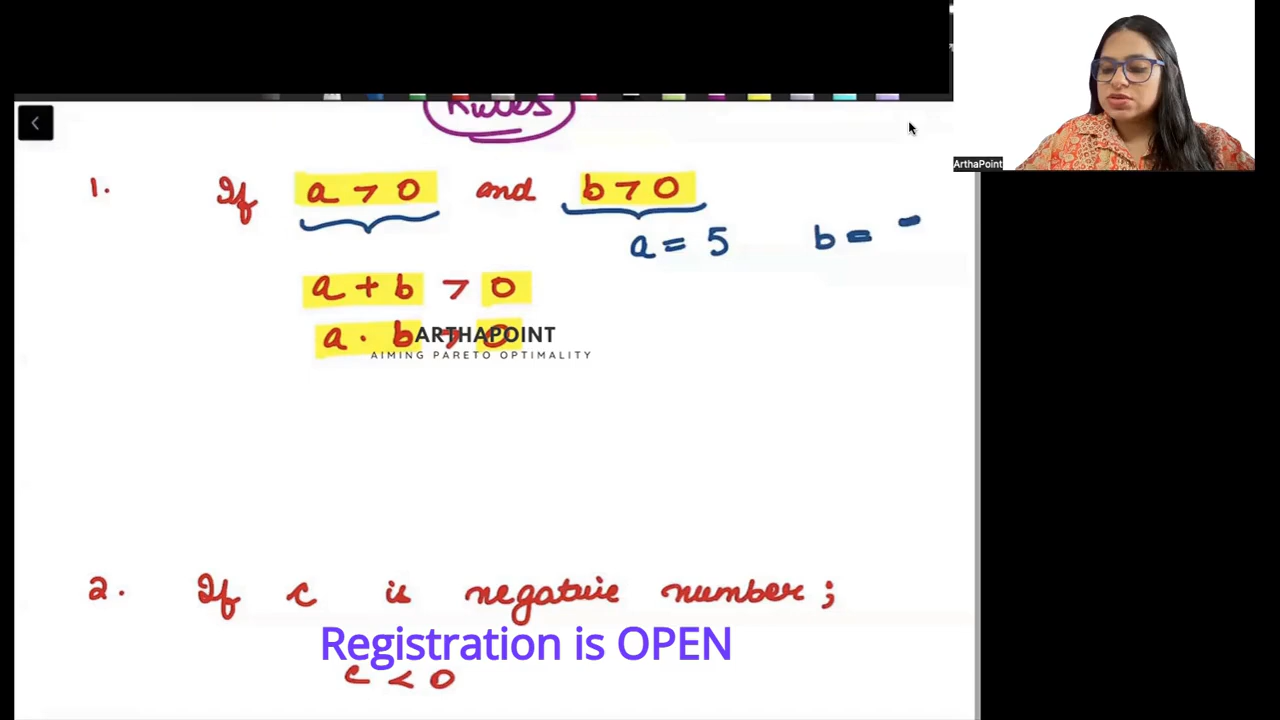 Rules
ArthaPoint
1. If a > 0 and b > 0
a = 5 b = -
a + b > 0
a . b > 0
ARTHAPOINT
AIMING PARETO OPTIMALITY
2. If c is negative number ;
Registration is OPEN
c < 0